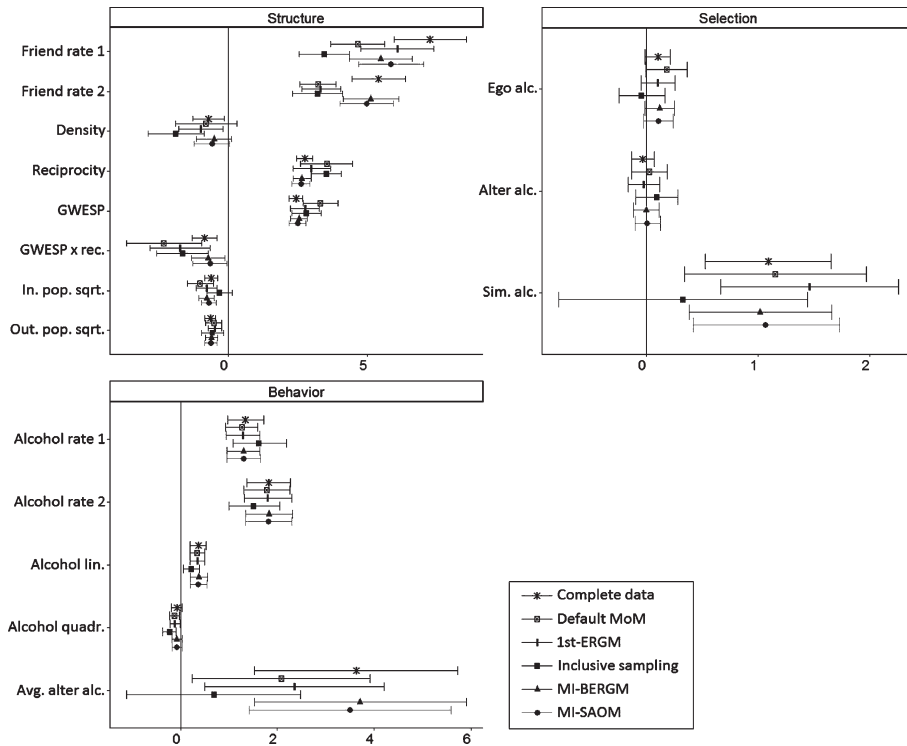 Structure
Friend rate 1
Friend rate 2
Density
Reciprocity
GWESP
GWESP x rec.
In. pop. sqrt.
Out. pop. sqrt.
0 5
Selection
Ego alc.
Alter alc.
Sim. alc.
0 1 2
Behavior
Alcohol rate 1
Alcohol rate 2
Alcohol lin.
Alcohol quadr.
Avg. alter alc.
0 2 4 6
Complete data
Default MoM
1st-ERGM
Inclusive sampling
MI-BERGM
MI-SAOM